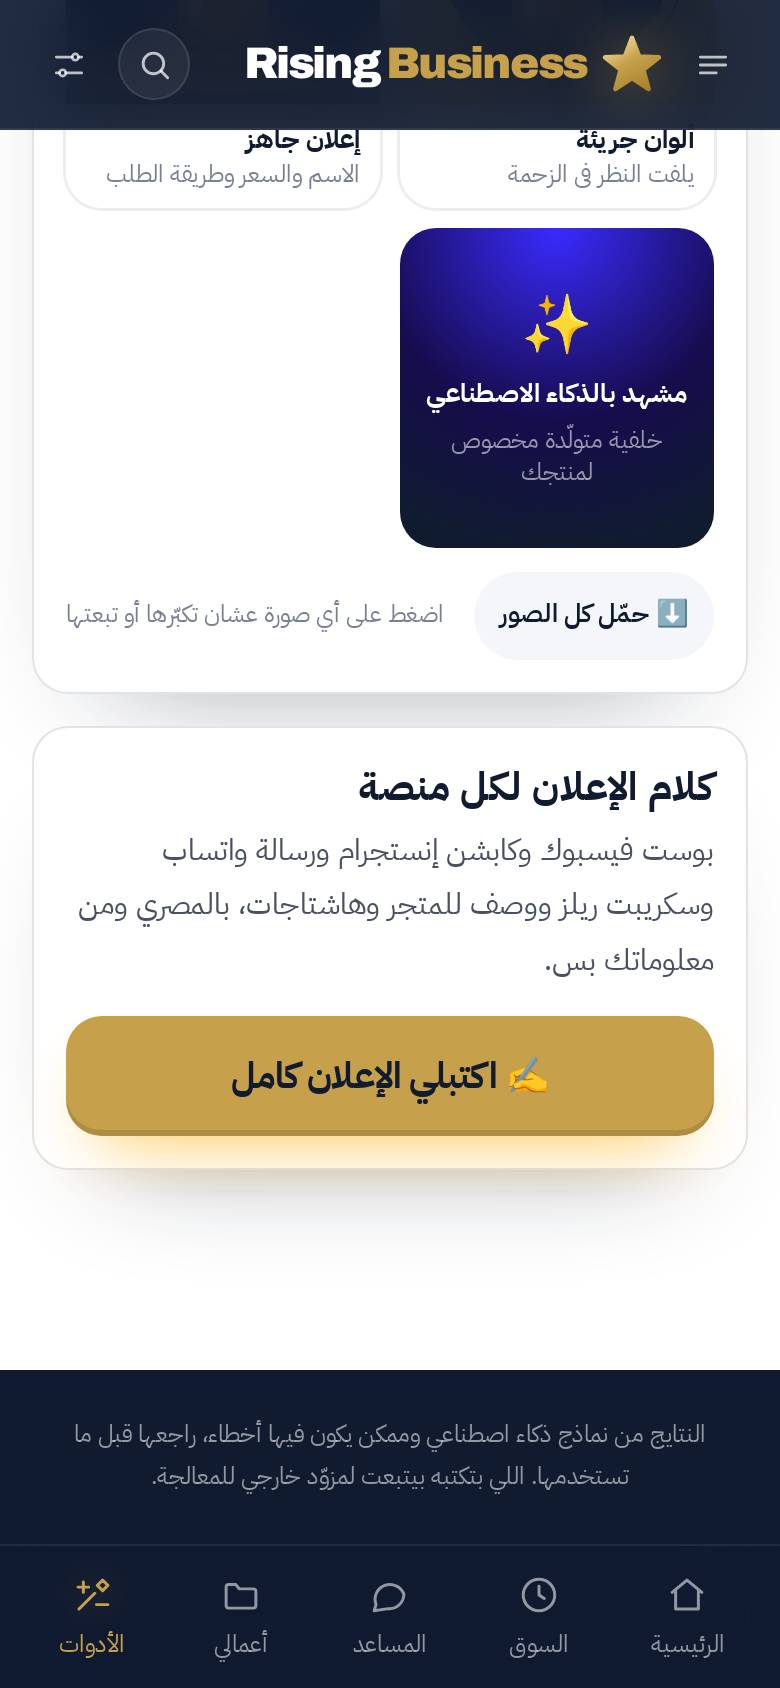 Rising Business
ألوان جريئة
يلفت النظر في الزحمة
إعلان جاهز
الاسم والسعر وطريقة الطلب
مشهد بالذكاء الاصطناعي
خلفية متولّدة مخصوص
لمنتجك
حمّل كل الصور
اضغط على أي صورة عشان تكبّرها أو تبعتها
كلام الإعلان لكل منصة
بوست فيسبوك وكابشن إنستجرام ورسالة واتساب
وسكريبت ريلز ووصف للمتجر وهاشتاجات، بالمصري ومن
معلوماتك بس.
اكتبلي الإعلان كامل
النتايج من نماذج ذكاء اصطناعي وممكن يكون فيها أخطاء، راجعها قبل ما
تستخدمها. اللي بتكتبه بيتبعت لمزوّد خارجي للمعالجة.
الرئيسية
السوق
المساعد
أعمالي
الأدوات